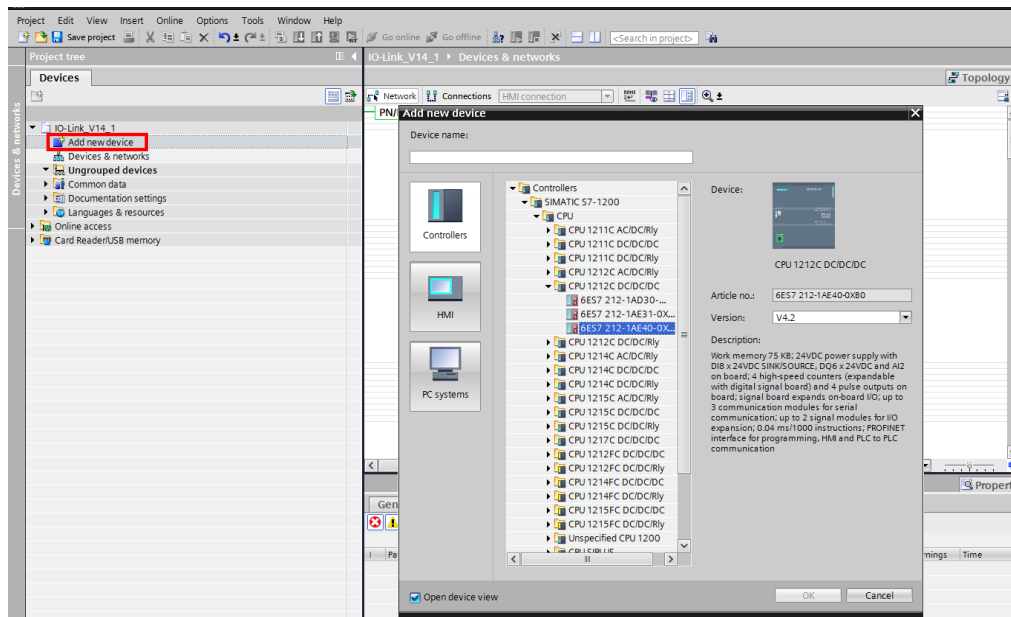 Project Edit View Insert Online Options Tools Window Help
Save project Go online Go offline <Search in project>
Project tree
IO-Link_V14_1 Devices & networks
Devices
Topology
Network Connections HMI connection
Devices & networks
IO-Link_V14_1
Add new device
Devices & networks
Ungrouped devices
Common data
Documentation settings
Languages & resources
Online access
Card Reader/USB memory
PN/
Add new device
Device name:
Controllers
HMI
PC systems
Controllers
SIMATIC S7-1200
CPU
CPU 1211C AC/DC/Rly
CPU 1211C DC/DC/DC
CPU 1211C DC/DC/Rly
CPU 1212C AC/DC/Rly
CPU 1212C DC/DC/DC
6ES7 212-1AD30-...
6ES7 212-1AE31-0X...
6ES7 212-1AE40-0X...
CPU 1212C DC/DC/Rly
CPU 1214C AC/DC/Rly
CPU 1214C DC/DC/DC
CPU 1214C DC/DC/Rly
CPU 1215C AC/DC/Rly
CPU 1215C DC/DC/DC
CPU 1215C DC/DC/Rly
CPU 1217C DC/DC/DC
CPU 1212FC DC/DC/DC
CPU 1212FC DC/DC/Rly
CPU 1214FC DC/DC/DC
CPU 1214FC DC/DC/Rly
CPU 1215FC DC/DC/DC
CPU 1215FC DC/DC/Rly
Unspecified CPU 1200
CPU SIPLUS
Device:
CPU 1212C DC/DC/DC
Article no.: 6ES7 212-1AE40-0XB0
Version: V4.2
Description:
Work memory 75 KB; 24VDC power supply with
DI8 x 24VDC SINK/SOURCE, DQ6 x 24VDC and AI2
on board; 4 high-speed counters (expandable
with digital signal board) and 4 pulse outputs on
board; signal board expands on-board I/O; up to
3 communication modules for serial
communication; up to 2 signal modules for I/O
expansion; 0.04 ms/1000 instructions; PROFINET
interface for programming, HMI and PLC to PLC
communication
Propert
Gen
! Pa
nings Time
Open device view
OK Cancel